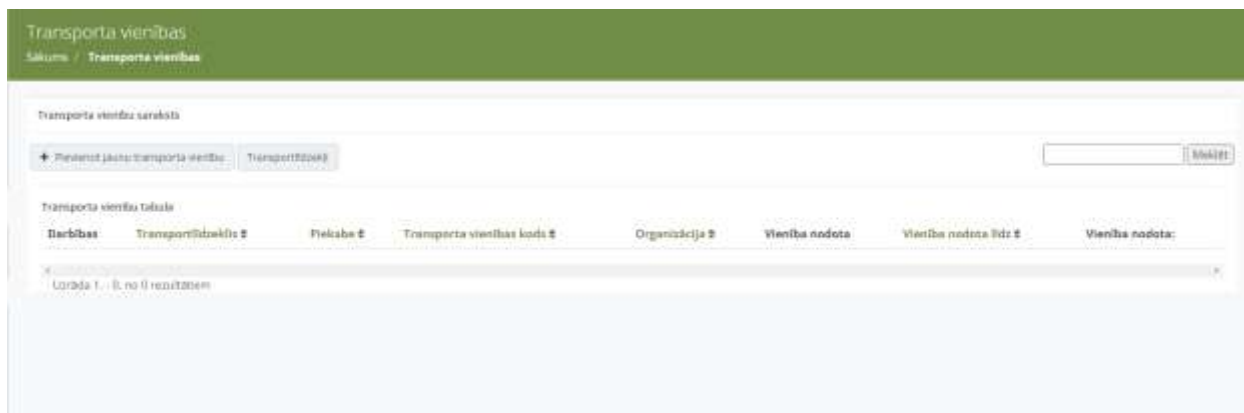 Transporta vienības
Sākums / Transporta vienības
Transporta vienību saraksts
+ Pievienot jaunu transporta vienību Transportlīdzekļi
Meklēt
Transporta vienību tabula
Darbības Transportlīdzeklis Piekabe Transporta vienības kods Organizācija Vienība nodota Vienība nodota līdz Vienība nodota:
1. - 0. no 0 rezultātiem